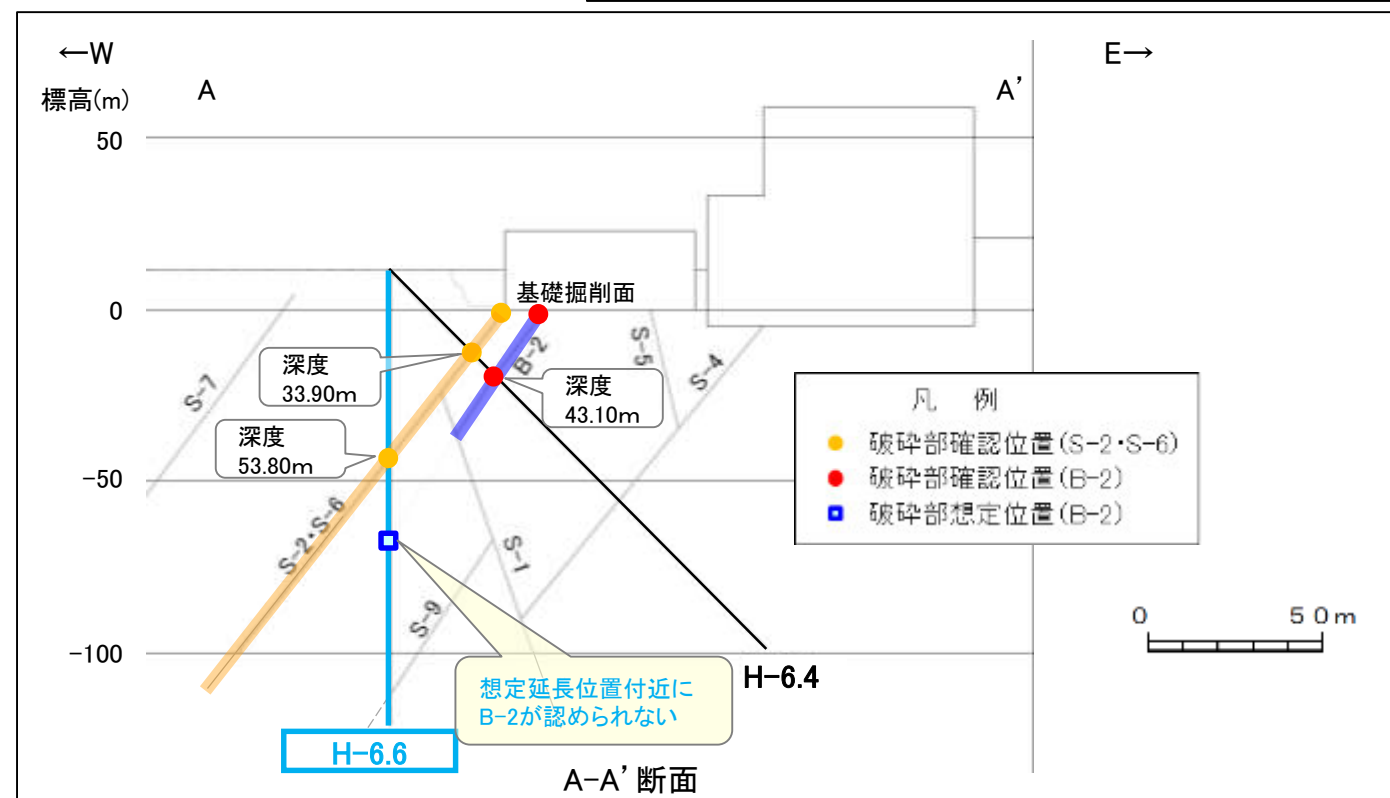 ←W
E→
標高(m)
A
A’
50
0
-50
-100
基礎掘削面
深度
33.90m
深度
43.10m
深度
53.80m
S-7
B-2
S-5
S-4
S-2・S-6
S-1
S-9
凡 例
破砕部確認位置(S-2・S-6)
破砕部確認位置(B-2)
破砕部想定位置(B-2)
0 50m
想定延長位置付近に
B-2が認められない
H-6.4
H-6.6
A-A’断面